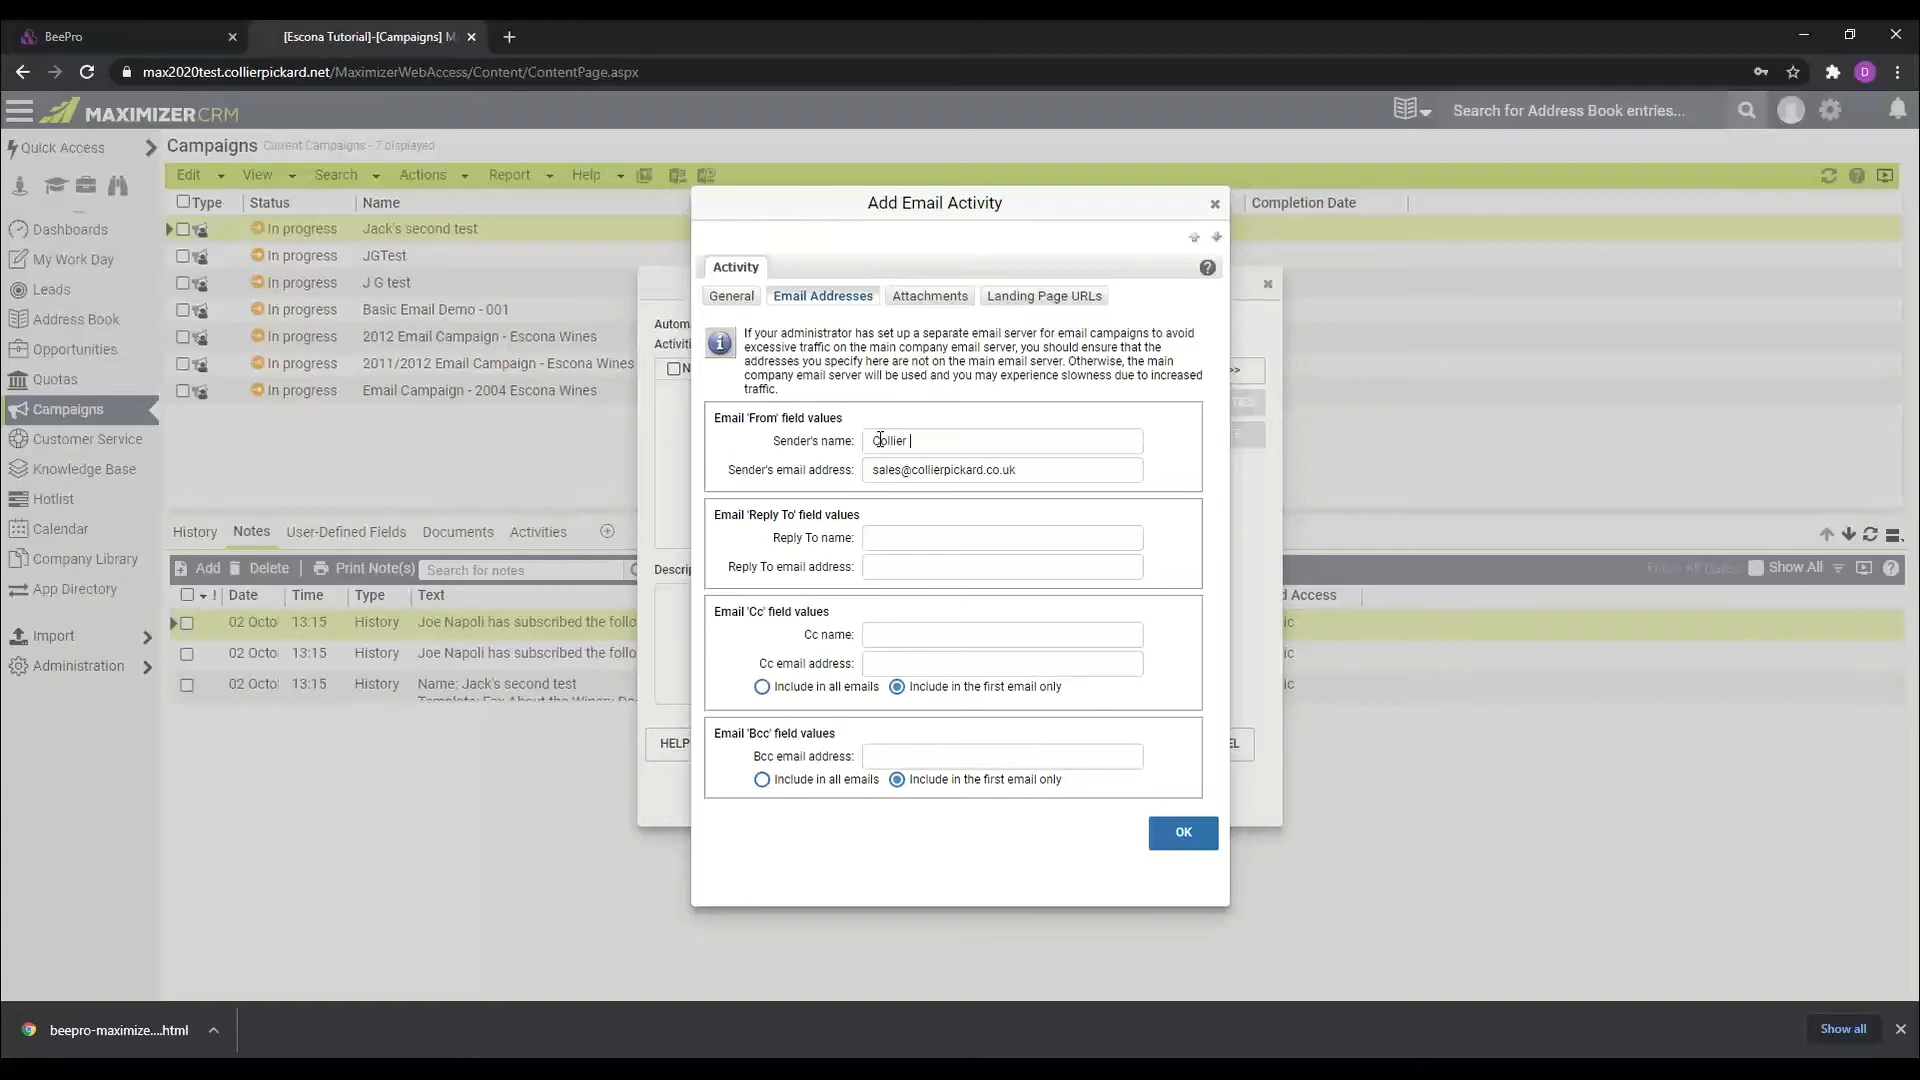 BeePro
[Escona Tutorial]-[Campaigns] M
max2020test.collierpickard.net/MaximizerWebAccess/Content/ContentPage.aspx
D
MAXIMIZERCRM
Search for Address Book entries...
Quick Access
Campaigns Current Campaigns - 7 displayed
Edit View Search Actions Report Help
Type Status Name Completion Date
In progress Jack's second test
In progress JGTest
In progress J G test
In progress Basic Email Demo - 001
In progress 2012 Email Campaign - Escona Wines
In progress 2011/2012 Email Campaign - Escona Wines
In progress Email Campaign - 2004 Escona Wines
Dashboards
My Work Day
Leads
Address Book
Opportunities
Quotas
Campaigns
Customer Service
Knowledge Base
Hotlist
Calendar
Company Library
App Directory
Import
Administration
Autom
Activiti
N
>>
Descrip
HELP
EL
Add Email Activity
Activity
General Email Addresses Attachments Landing Page URLs
If your administrator has set up a separate email server for email campaigns to avoid
excessive traffic on the main company email server, you should ensure that the
addresses you specify here are not on the main email server. Otherwise, the main
company email server will be used and you may experience slowness due to increased
traffic.
Email 'From' field values
Sender's name: Collier
Sender's email address: sales@collierpickard.co.uk
Email 'Reply To' field values
Reply To name:
Reply To email address:
Email 'Cc' field values
Cc name:
Cc email address:
Include in all emails Include in the first email only
Email 'Bcc' field values
Bcc email address:
Include in all emails Include in the first email only
OK
History Notes User-Defined Fields Documents Activities
Add Delete Print Note(s) Search for notes Show All
! Date Time Type Text d Access
02 Octo 13:15 History Joe Napoli has subscribed the follo ic
02 Octo 13:15 History Joe Napoli has subscribed the follo ic
02 Octo 13:15 History Name: Jack's second test ic
beepro-maximize....html
Show all